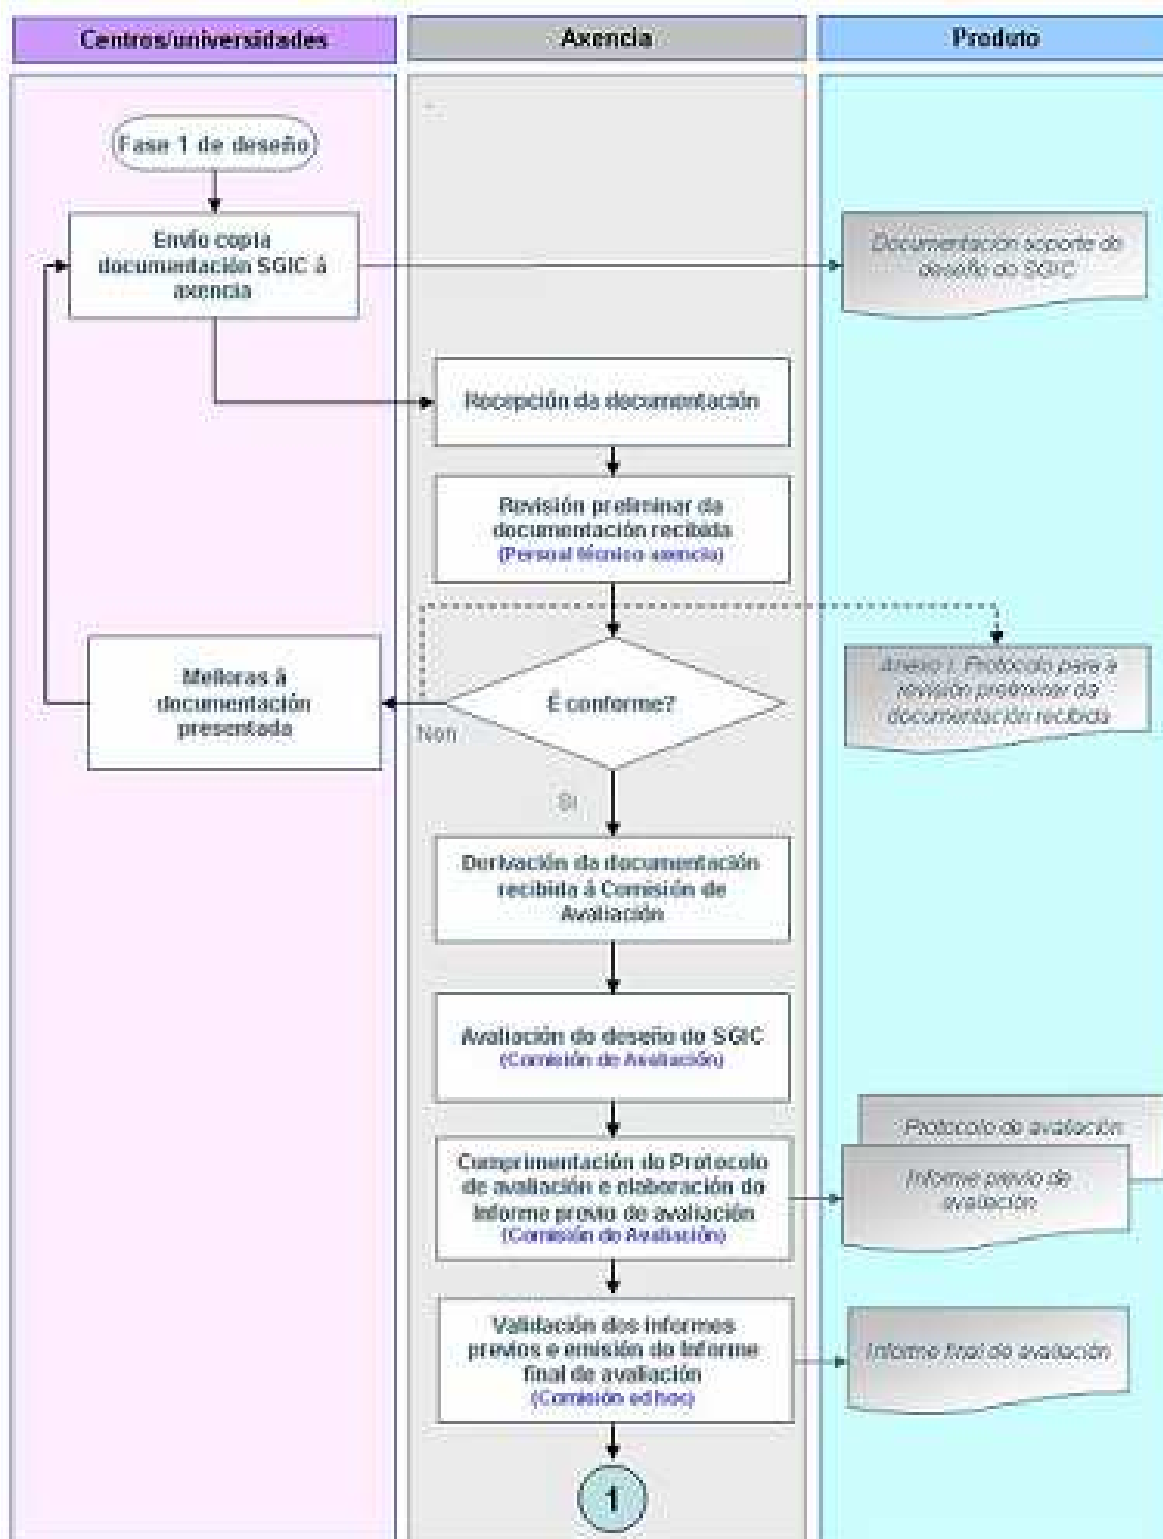 Centros/universidades
Axencia
Produto
Fase 1 de deseño
Envío copia
documentación SGIC á
axencia
Documentación soporte do
deseño do SGIC
Recepción da documentación
Revisión preliminar da
documentación recibida
(Persoal técnico axencia)
Melloras á
documentación
presentada
É conforme?
Non
Anexo I. Protocolo para a
revisión preliminar da
documentación recibida
Si
Derivación da documentación
recibida á Comisión de
Avaliación
Avaliación do deseño do SGIC
(Comisión de Avaliación)
Protocolo de avaliación
Cumprimentación do Protocolo
de avaliación e elaboración do
Informe previo de avaliación
(Comisión de Avaliación)
Informe previo de
avaliación
Validación dos informes
previos e emisión do Informe
final de avaliación
(Comisión ad hoc)
Informe final de avaliación
1